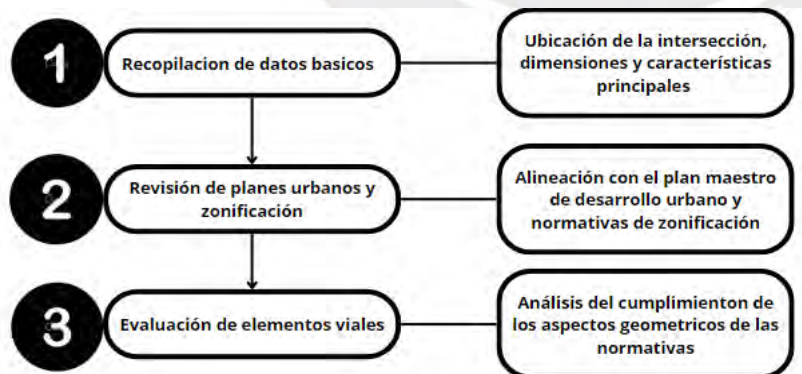 1
Recopilacion de datos basicos
Ubicación de la intersección,
dimensiones y características
principales
2
Revisión de planes urbanos y
zonificación
Alineación con el plan maestro
de desarrollo urbano y
normativas de zonificación
3
Evaluación de elementos viales
Análisis del cumplimienton de
los aspectos geometricos de las
normativas